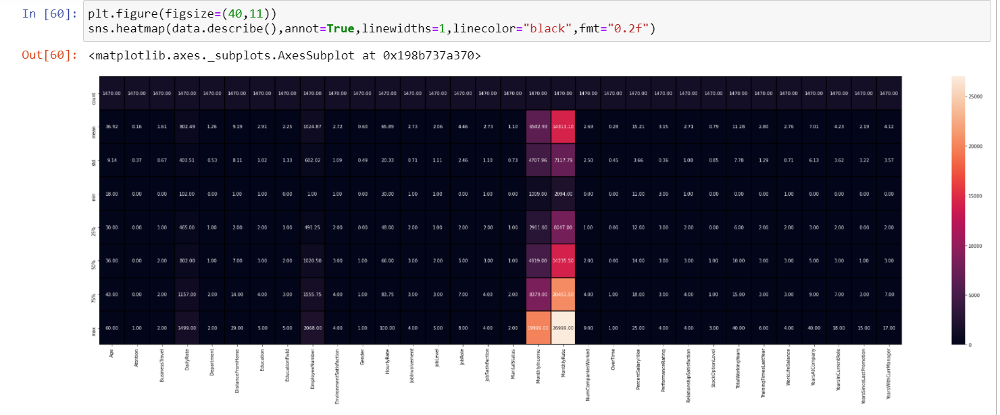 In [60]: plt.figure(figsize=(40,11))
sns.heatmap(data.describe(),annot=True,linewidths=1,linecolor="black",fmt="0.2f")
Out[60]: <matplotlib.axes._subplots.AxesSubplot at 0x198b737a370>
count 1470.00 1470.00 1470.00 1470.00 1470.00 1470.00 1470.00 1470.00 1470.00 1470.00 1470.00 1470.00 1470.00 1470.00 1470.00 1470.00 1470.00 1470.00 1470.00 1470.00 1470.00 1470.00 1470.00 1470.00 1470.00 1470.00 1470.00 1470.00 1470.00 1470.00 1470.00 1470.00
mean 36.92 0.16 1.61 802.49 1.26 9.19 2.91 2.25 1024.87 2.72 0.60 65.89 2.73 2.06 4.46 2.73 1.10 6502.93 14313.10 2.69 0.28 15.21 3.15 2.71 0.79 11.28 2.80 2.76 7.01 4.23 2.19 4.12
std 9.14 0.37 0.67 403.51 0.53 8.11 1.02 1.33 602.02 1.09 0.49 20.33 0.71 1.11 2.46 1.10 0.73 4707.96 7117.79 2.50 0.45 3.66 0.36 1.08 0.85 7.78 1.29 0.71 6.13 3.62 3.22 3.57
min 18.00 0.00 0.00 102.00 0.00 1.00 1.00 0.00 1.00 1.00 0.00 30.00 1.00 1.00 0.00 1.00 0.00 1009.00 2094.00 0.00 0.00 11.00 3.00 1.00 0.00 0.00 0.00 1.00 0.00 0.00 0.00 0.00
25% 30.00 0.00 1.00 465.00 1.00 2.00 2.00 1.00 491.25 2.00 0.00 48.00 2.00 1.00 2.00 2.00 1.00 2911.00 8047.00 1.00 0.00 12.00 3.00 2.00 0.00 6.00 2.00 2.00 3.00 2.00 0.00 2.00
50% 36.00 0.00 2.00 802.00 1.00 7.00 3.00 2.00 1020.50 3.00 1.00 66.00 3.00 2.00 5.00 3.00 1.00 4919.00 14235.50 2.00 0.00 14.00 3.00 3.00 1.00 10.00 3.00 3.00 5.00 3.00 1.00 3.00
75% 43.00 0.00 2.00 1157.00 2.00 14.00 4.00 3.00 1555.75 4.00 1.00 83.75 3.00 3.00 7.00 4.00 2.00 8379.00 20461.50 4.00 1.00 18.00 3.00 4.00 1.00 15.00 3.00 3.00 9.00 7.00 3.00 7.00
max 60.00 1.00 2.00 1499.00 2.00 29.00 5.00 5.00 2068.00 4.00 1.00 100.00 4.00 5.00 8.00 4.00 2.00 19999.00 26999.00 9.00 1.00 25.00 4.00 4.00 3.00 40.00 6.00 4.00 40.00 18.00 15.00 17.00
Age
Attrition
BusinessTravel
DailyRate
Department
DistanceFromHome
Education
EducationField
EmployeeNumber
EnvironmentSatisfaction
Gender
HourlyRate
JobInvolvement
JobLevel
JobRole
JobSatisfaction
MaritalStatus
MonthlyIncome
MonthlyRate
NumCompaniesWorked
OverTime
PercentSalaryHike
PerformanceRating
RelationshipSatisfaction
StockOptionLevel
TotalWorkingYears
TrainingTimesLastYear
WorkLifeBalance
YearsAtCompany
YearsInCurrentRole
YearsSinceLastPromotion
YearsWithCurrManager
25000
20000
15000
10000
5000
0